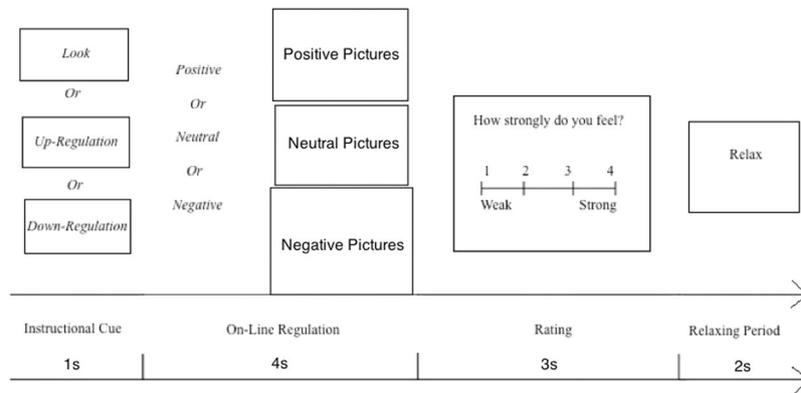 Look
Or
Up-Regulation
Or
Down-Regulation
Positive
Or
Neutral
Or
Negative
Positive Pictures
Neutral Pictures
Negative Pictures
How strongly do you feel?
1 2 3 4
Weak Strong
Relax
Instructional Cue On-Line Regulation Rating Relaxing Period
1s 4s 3s 2s